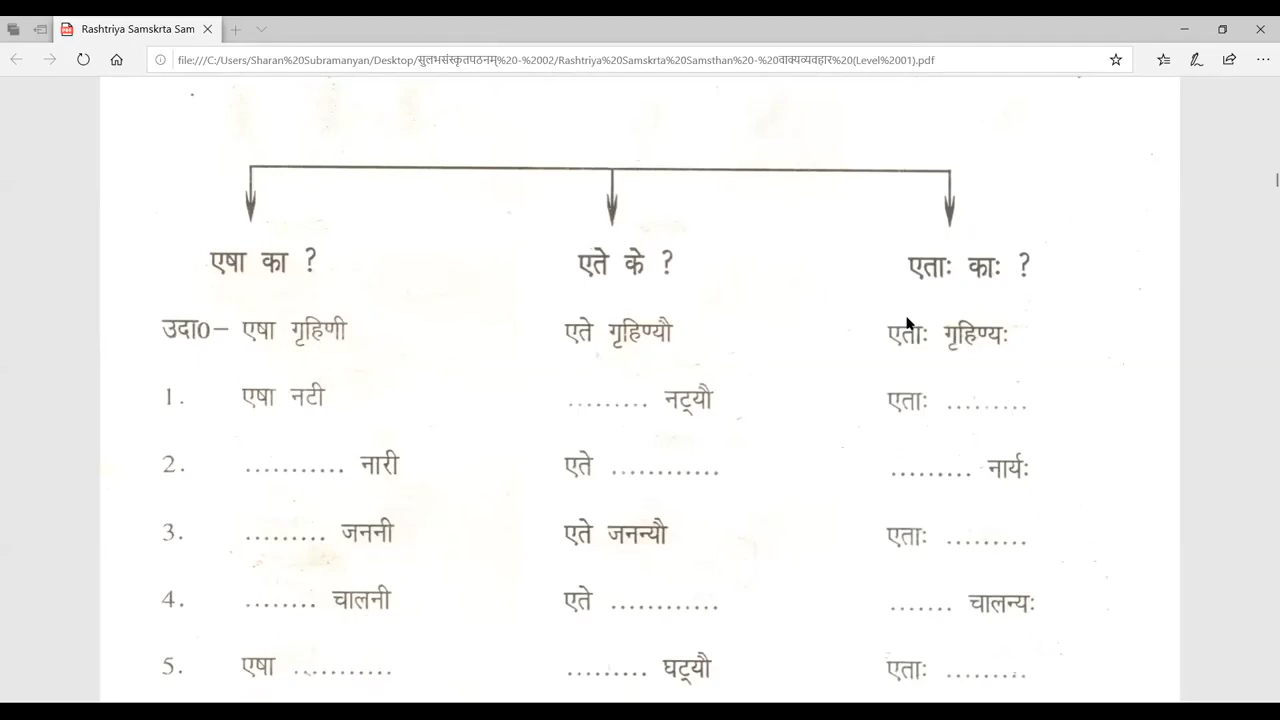 Rashtriya Samskrta Sam
file:///C:/Users/Sharan%20Subramanyan/Desktop/सुलभसंस्कृतपठनम्%20-%2002/Rashtriya%20Samskrta%20Samsthan%20-%20वाक्यव्यवहार%20(Level%2001).pdf
एषा का ? एते के ? एताः काः ?
उदा0– एषा गृहिणी एते गृहिण्यौ एताः गृहिण्यः
1. एषा नटी ......... नट्यौ एताः .........
2. ........... नारी एते ............ ......... नार्यः
3. ......... जननी एते जनन्यौ एताः .........
4. ........ चालनी एते ............ ....... चालन्यः
5. एषा ........... ......... घट्यौ एताः .........